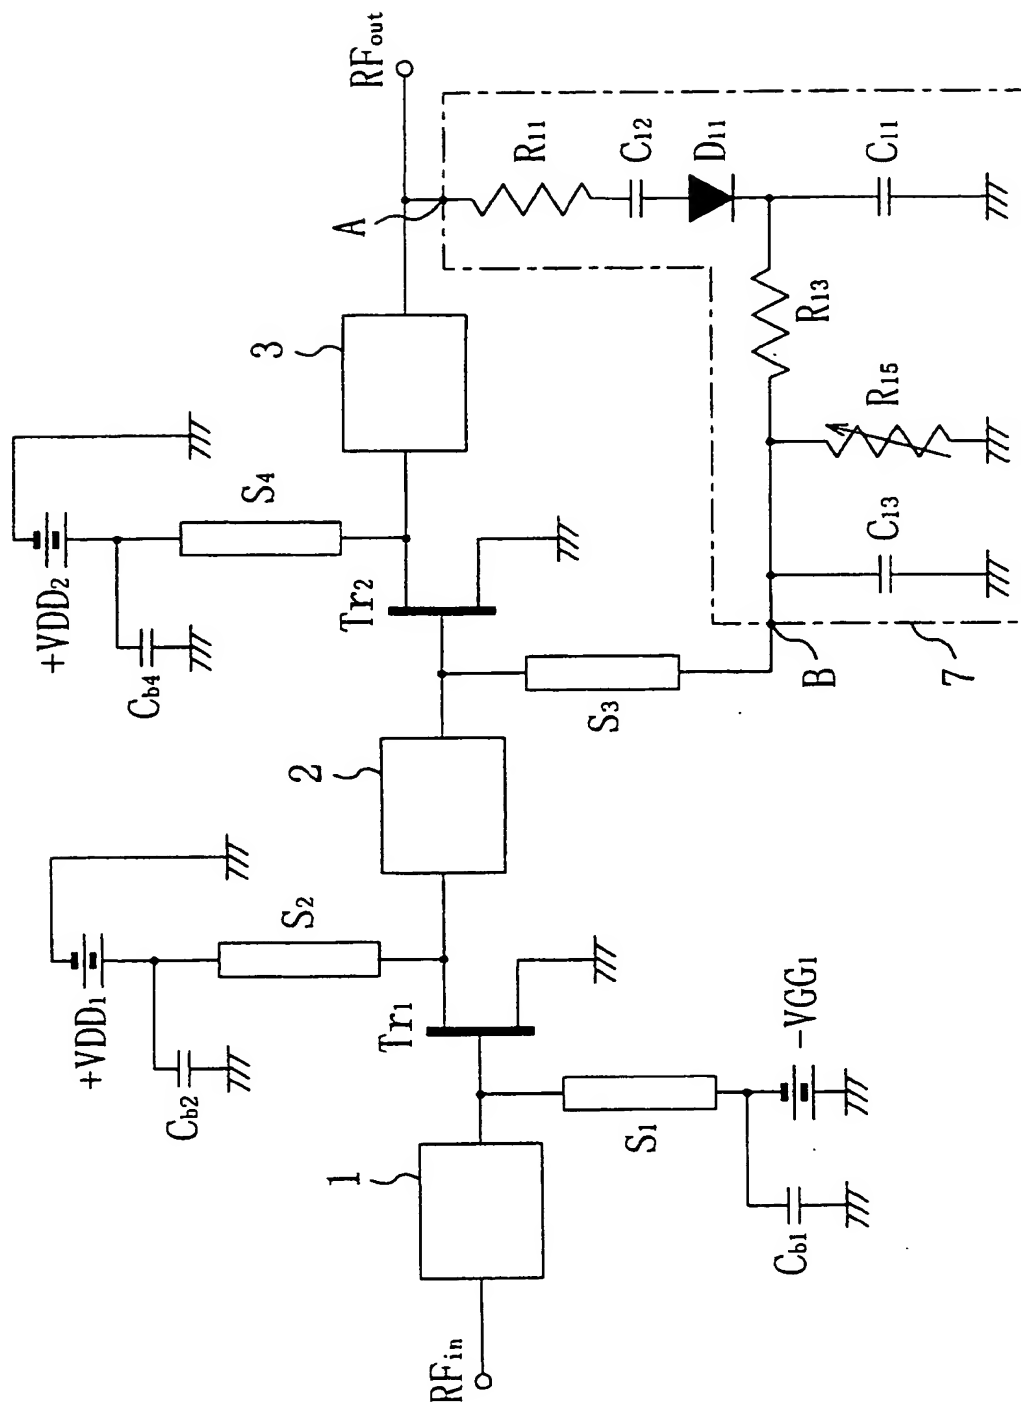 RFin
1
Cb1
S1
-VGG1
Tr1
Cb2
+VDD1
S2
2
S3
Tr2
Cb4
+VDD2
S4
3
A
RFout
R11
C12
D11
C11
R13
R15
C13
B
7